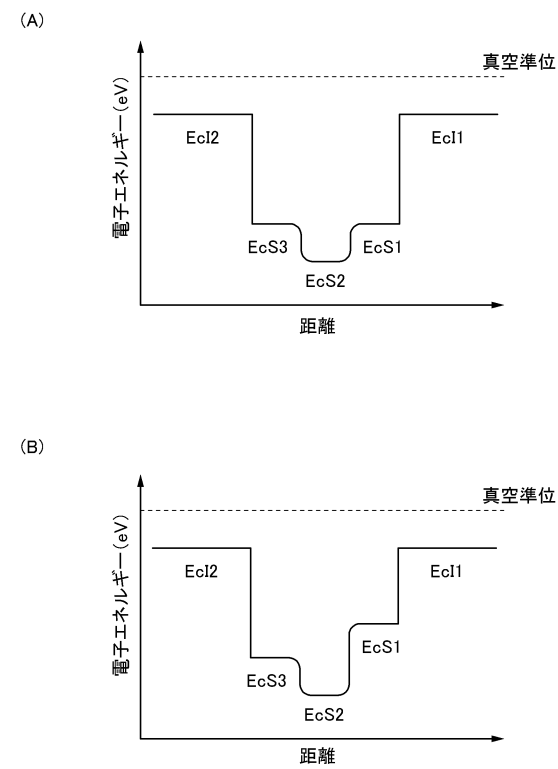 (A)
真空準位
電子エネルギー(eV)
EcI2
EcI1
EcS3
EcS1
EcS2
距離
(B)
真空準位
電子エネルギー(eV)
EcI2
EcI1
EcS1
EcS3
EcS2
距離